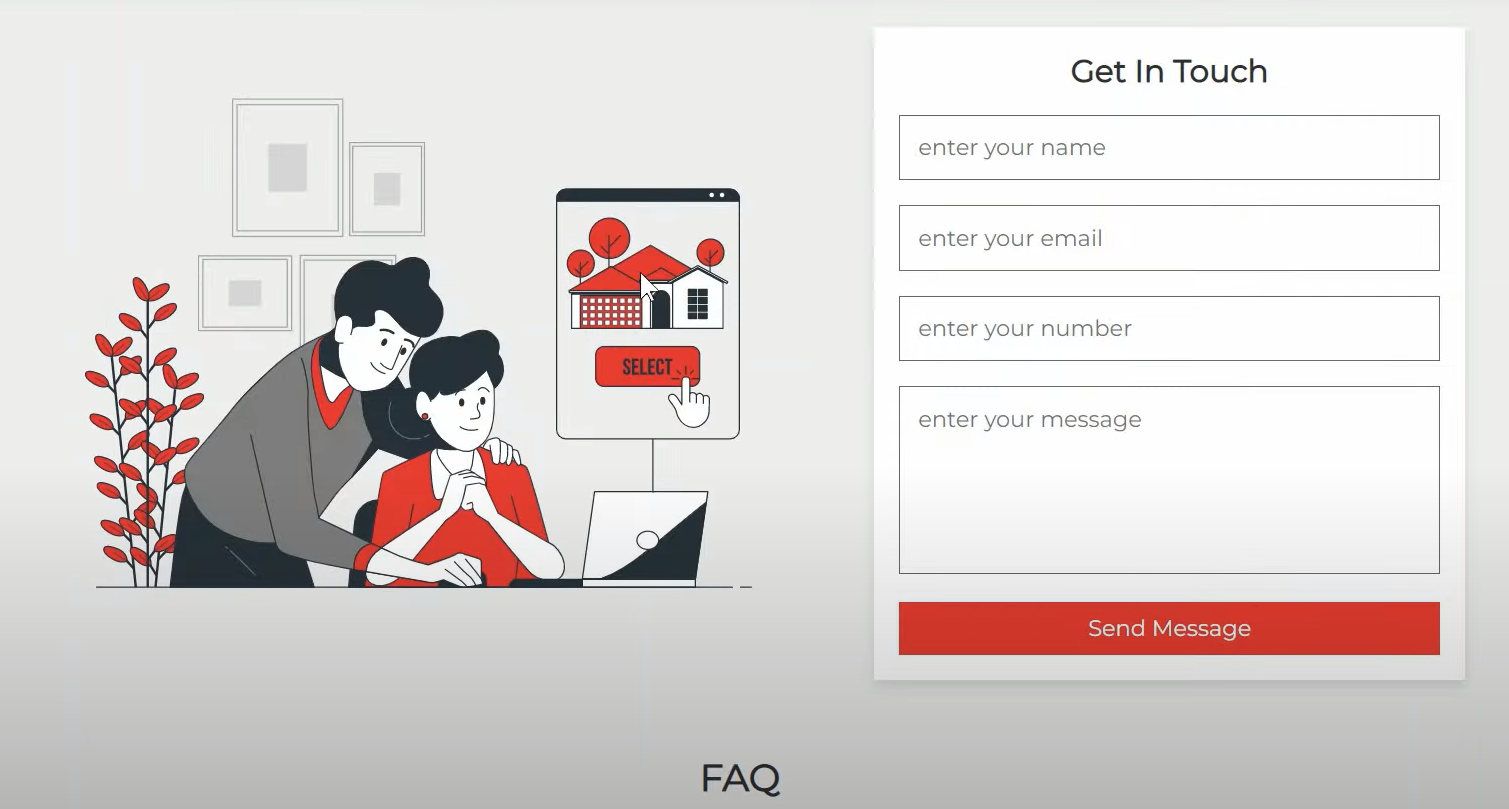 Get In Touch
enter your name
enter your email
enter your number
enter your message
SELECT
Send Message
FAQ